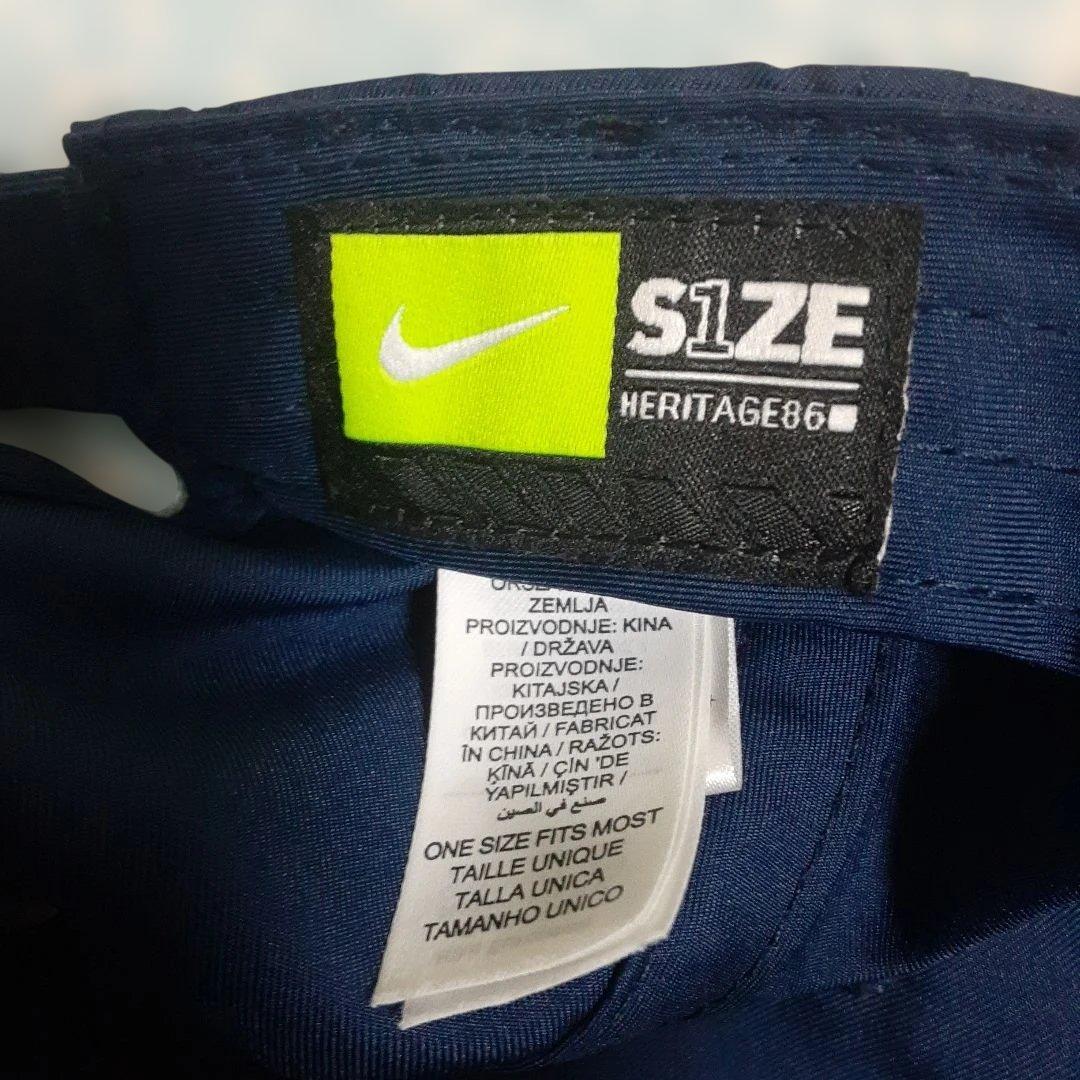 S1ZE
HERITAGE86
ZEMLJA
PROIZVODNJE: KINA
/ DRŽAVA
PROIZVODNJE:
KITAJSKA /
ПРОИЗВЕДЕНО В
КИТАЙ / FABRICAT
ÎN CHINA / RAŽOTS:
ĶĪNĀ / ÇİN 'DE
YAPILMIŞTIR /
صنع في الصين
ONE SIZE FITS MOST
TAILLE UNIQUE
TALLA UNICA
TAMANHO UNICO